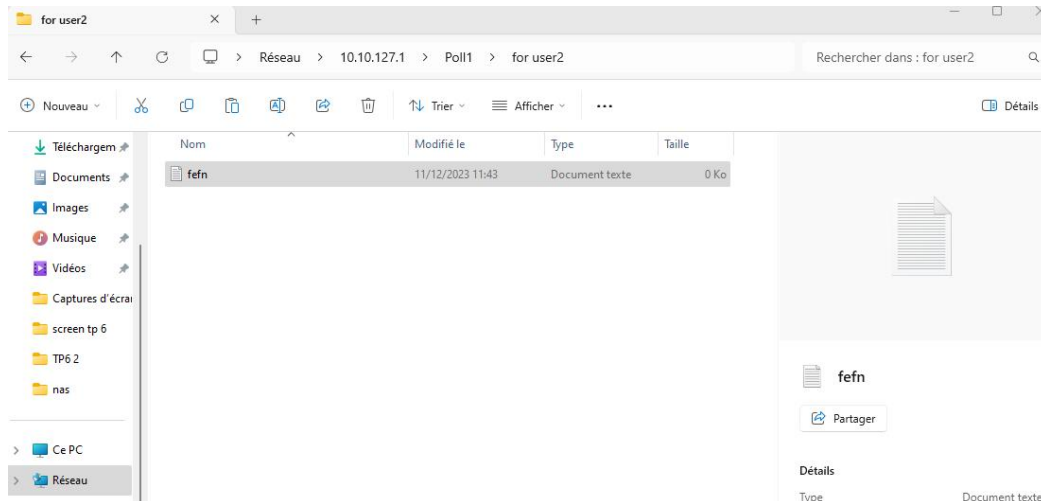 for user2
Réseau > 10.10.127.1 > Poll1 > for user2
Rechercher dans : for user2
Nouveau
Trier
Afficher
Détails
Nom Modifié le Type Taille
fefn 11/12/2023 11:43 Document texte 0 Ko
Téléchargem
Documents
Images
Musique
Vidéos
Captures d'écrar
screen tp 6
TP6 2
nas
Ce PC
Réseau
fefn
Partager
Détails
Type Document texte